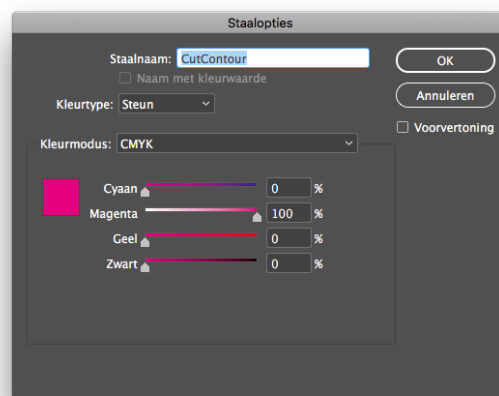 Staalopties
Staalnaam: CutContour
Naam met kleurwaarde
Kleurtype: Steun
OK
Annuleren
Voorvertoning
Kleurmodus: CMYK
Cyaan 0 %
Magenta 100 %
Geel 0 %
Zwart 0 %